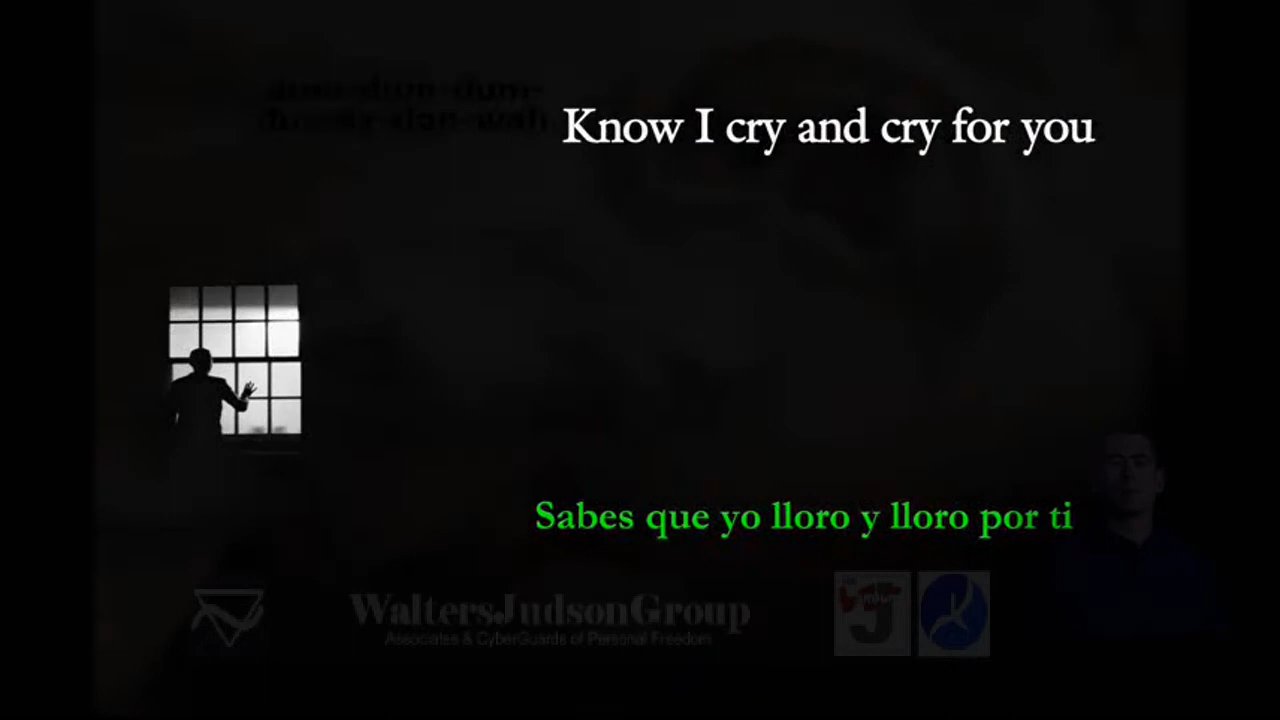 Know I cry and cry for you
Sabes que yo lloro y lloro por ti
WaltersJudsonGroup
Associates & CyberGuards of Personal Freedom